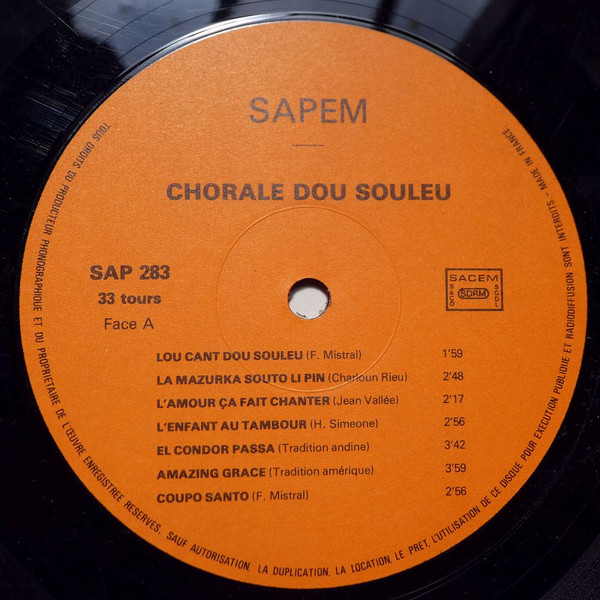 SAPEM
CHORALE DOU SOULEU
SAP 283
33 tours
Face A
SACEM
SACD SDRM SGDL
LOU CANT DOU SOULEU (F. Mistral) 1'59
LA MAZURKA SOUTO LI PIN (Charloun Rieu) 2'48
L'AMOUR ÇA FAIT CHANTER (Jean Vallée) 2'17
L'ENFANT AU TAMBOUR (H. Simeone) 2'56
EL CONDOR PASSA (Tradition andine) 3'42
AMAZING GRACE (Tradition amérique) 3'59
COUPO SANTO (F. Mistral) 2'56
TOUS DROITS DU PRODUCTEUR PHONOGRAPHIQUE ET DU PROPRIETAIRE DE L'ŒUVRE ENREGISTREE RESERVES, SAUF AUTORISATION, LA DUPLICATION, LA LOCATION, LE PRET, L'UTILISATION DE CE DISQUE POUR EXECUTION PUBLIQUE ET RADIODIFFUSION SONT INTERDITS - MADE IN FRANCE